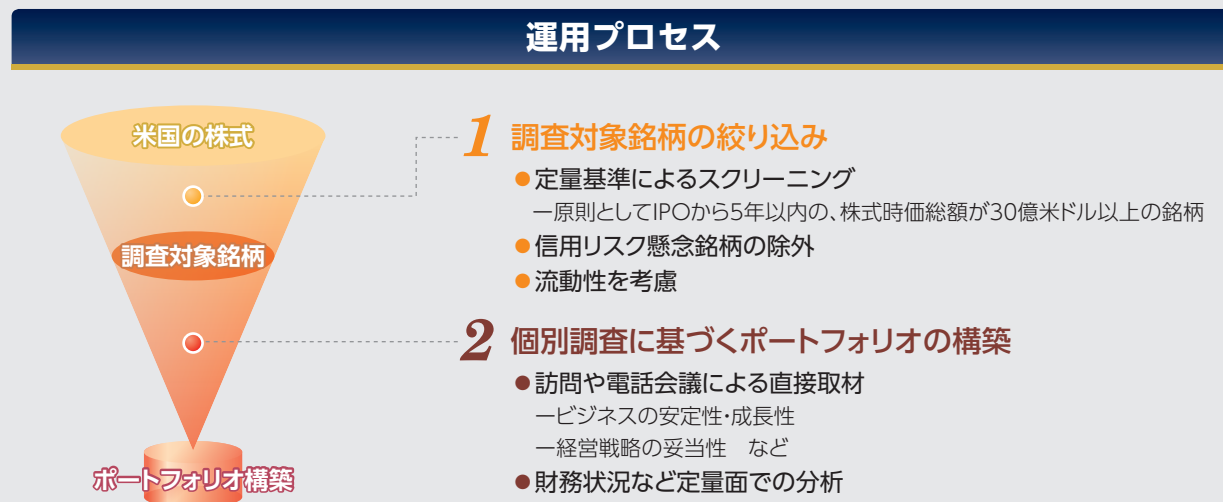 運用プロセス
米国の株式
調査対象銘柄
ポートフォリオ構築
1 調査対象銘柄の絞り込み
●定量基準によるスクリーニング
ー原則としてIPOから5年以内の、株式時価総額が30億米ドル以上の銘柄
●信用リスク懸念銘柄の除外
●流動性を考慮
2 個別調査に基づくポートフォリオの構築
●訪問や電話会議による直接取材
ービジネスの安定性・成長性
ー経営戦略の妥当性　など
●財務状況など定量面での分析